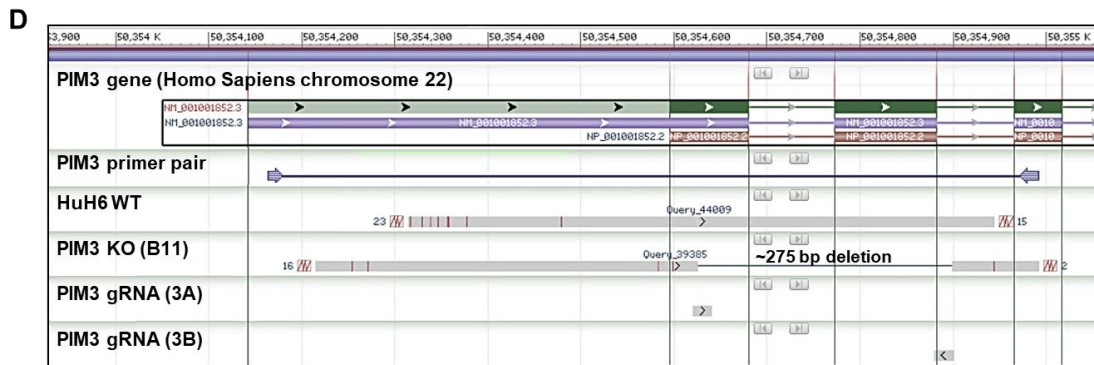 D
53,900 50,354 K 50,354,100 50,354,200 50,354,300 50,354,400 50,354,500 50,354,600 50,354,700 50,354,800 50,354,900 50,355 K
PIM3 gene (Homo Sapiens chromosome 22)
NM_001001852.3
NM_001001852.3 NM_001001852.3 NM_001001852.3 NM_0010
NP_001001852.2 NP_001001852.2 NP_001001852.2 NP_0010
PIM3 primer pair
HuH6 WT
Query_44009
23 15
PIM3 KO (B11)
Query_39385
~275 bp deletion
16 2
PIM3 gRNA (3A)
PIM3 gRNA (3B)